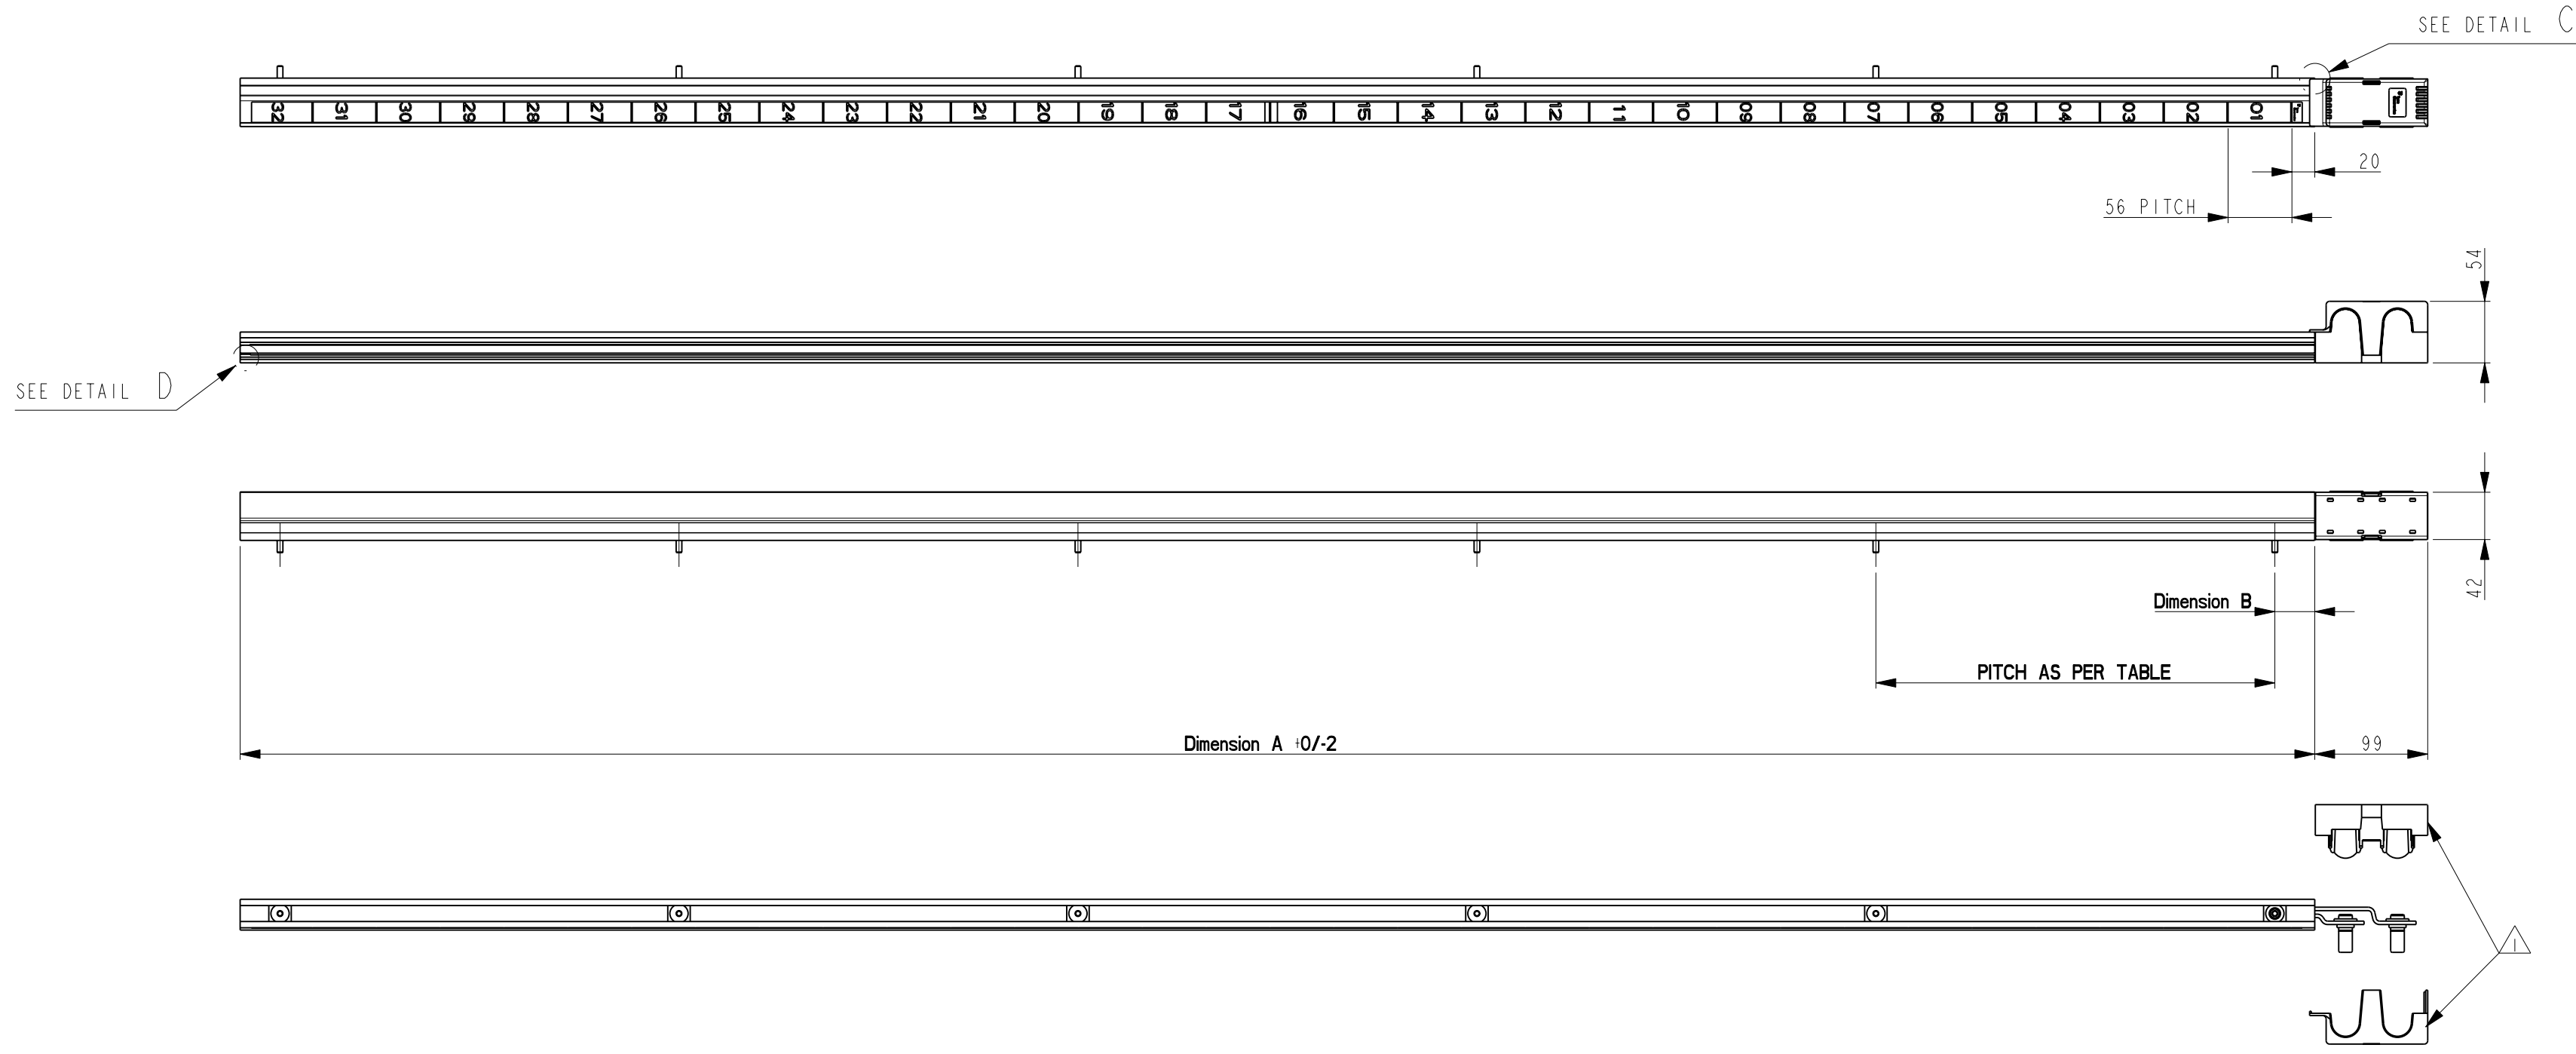 SEE DETAIL C
32 31 30 29 28 27 26 25 24 23 22 21 20 19 18 17 16 15 14 13 12 11 10 09 08 07 06 05 04 03 02 01
20
56 PITCH
54
SEE DETAIL D
42
Dimension B
PITCH AS PER TABLE
Dimension A +0/-2
99
1